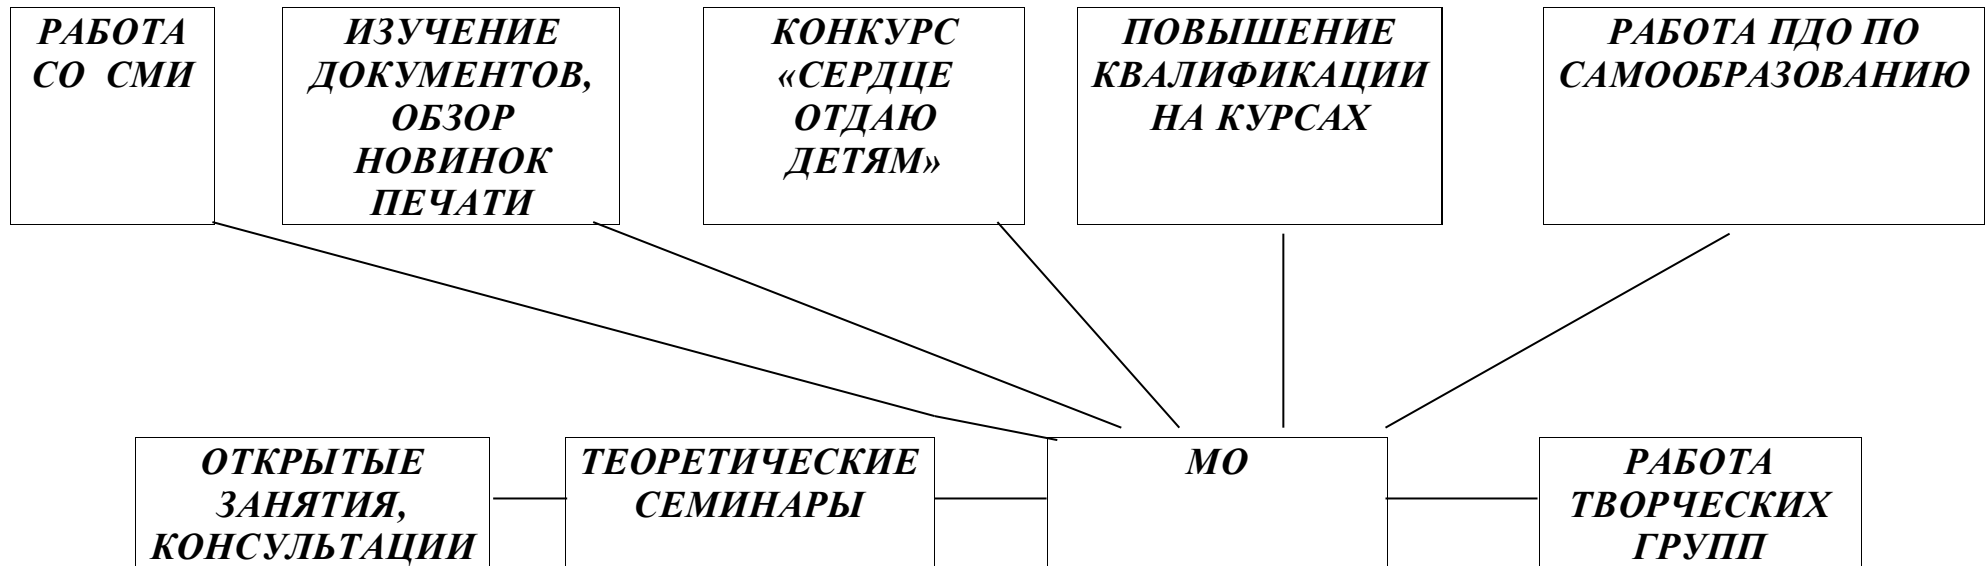 РАБОТА
СО СМИ
ИЗУЧЕНИЕ
ДОКУМЕНТОВ,
ОБЗОР
НОВИНОК
ПЕЧАТИ
КОНКУРС
«СЕРДЦЕ
ОТДАЮ
ДЕТЯМ»
ПОВЫШЕНИЕ
КВАЛИФИКАЦИИ
НА КУРСАХ
РАБОТА ПДО ПО
САМООБРАЗОВАНИЮ
ОТКРЫТЫЕ
ЗАНЯТИЯ,
КОНСУЛЬТАЦИИ
ТЕОРЕТИЧЕСКИЕ
СЕМИНАРЫ
МО
РАБОТА
ТВОРЧЕСКИХ
ГРУПП